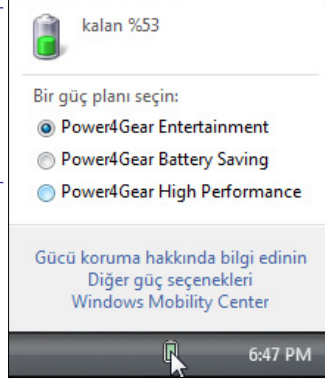 kalan %53
Bir güç planı seçin:
Power4Gear Entertainment
Power4Gear Battery Saving
Power4Gear High Performance
Gücü koruma hakkında bilgi edinin
Diğer güç seçenekleri
Windows Mobility Center
6:47 PM